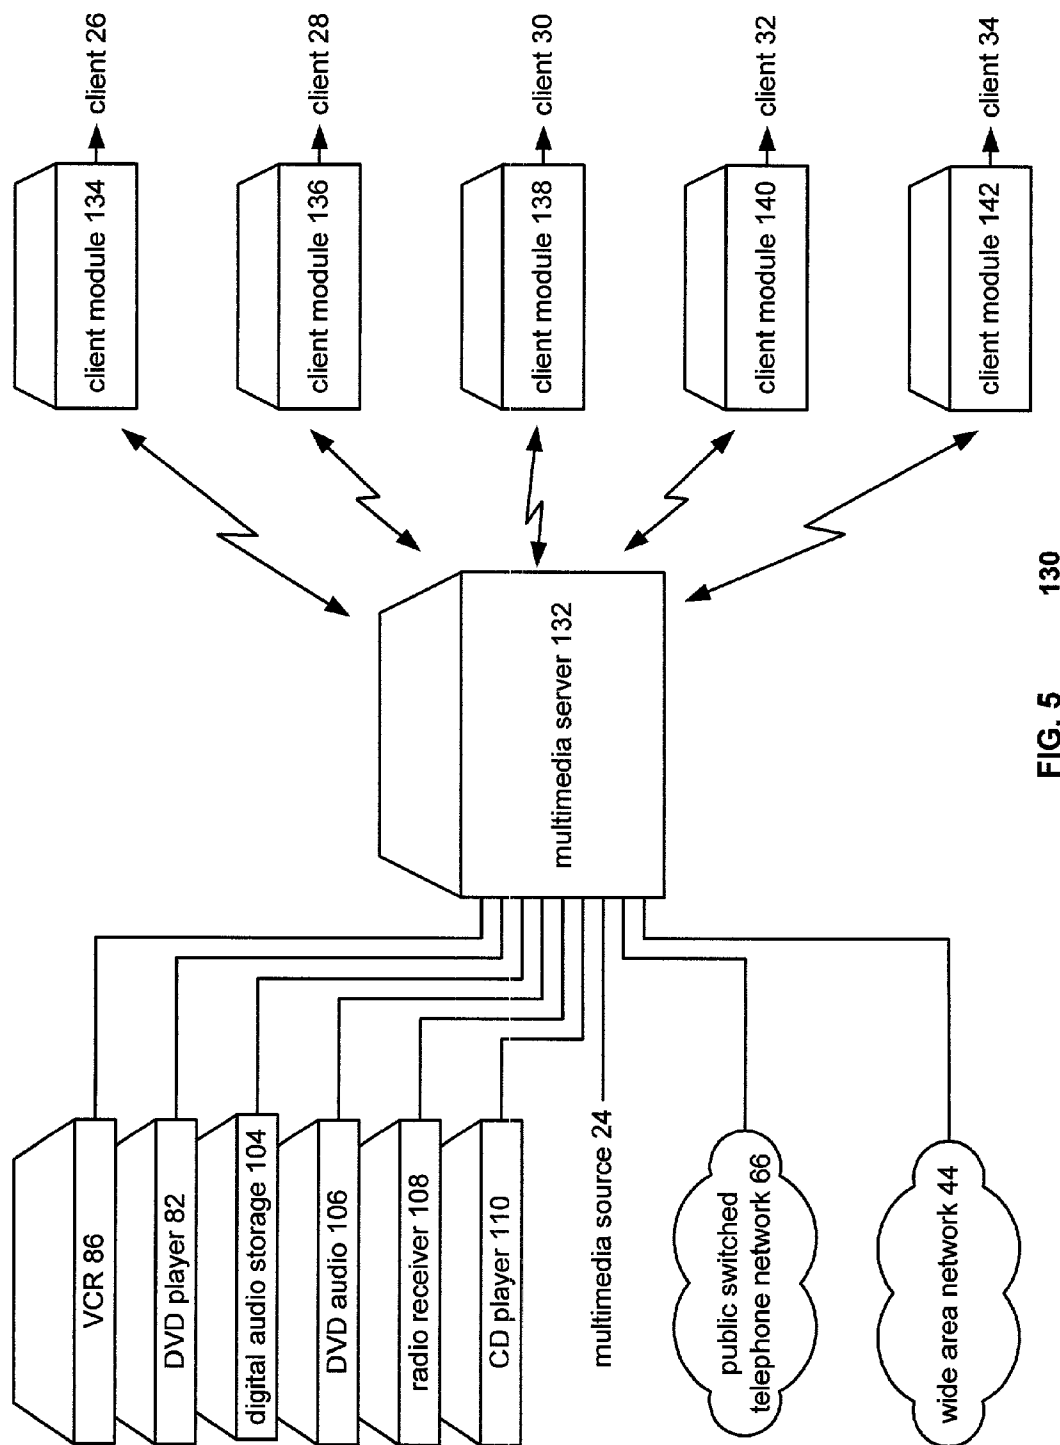 VCR 86
DVD player 82
digital audio storage 104
DVD audio 106
radio receiver 108
CD player 110
multimedia source 24
public switched
telephone network 66
wide area network 44
multimedia server 132
client module 134
client 26
client module 136
client 28
client module 138
client 30
client module 140
client 32
client module 142
client 34
FIG. 5
130